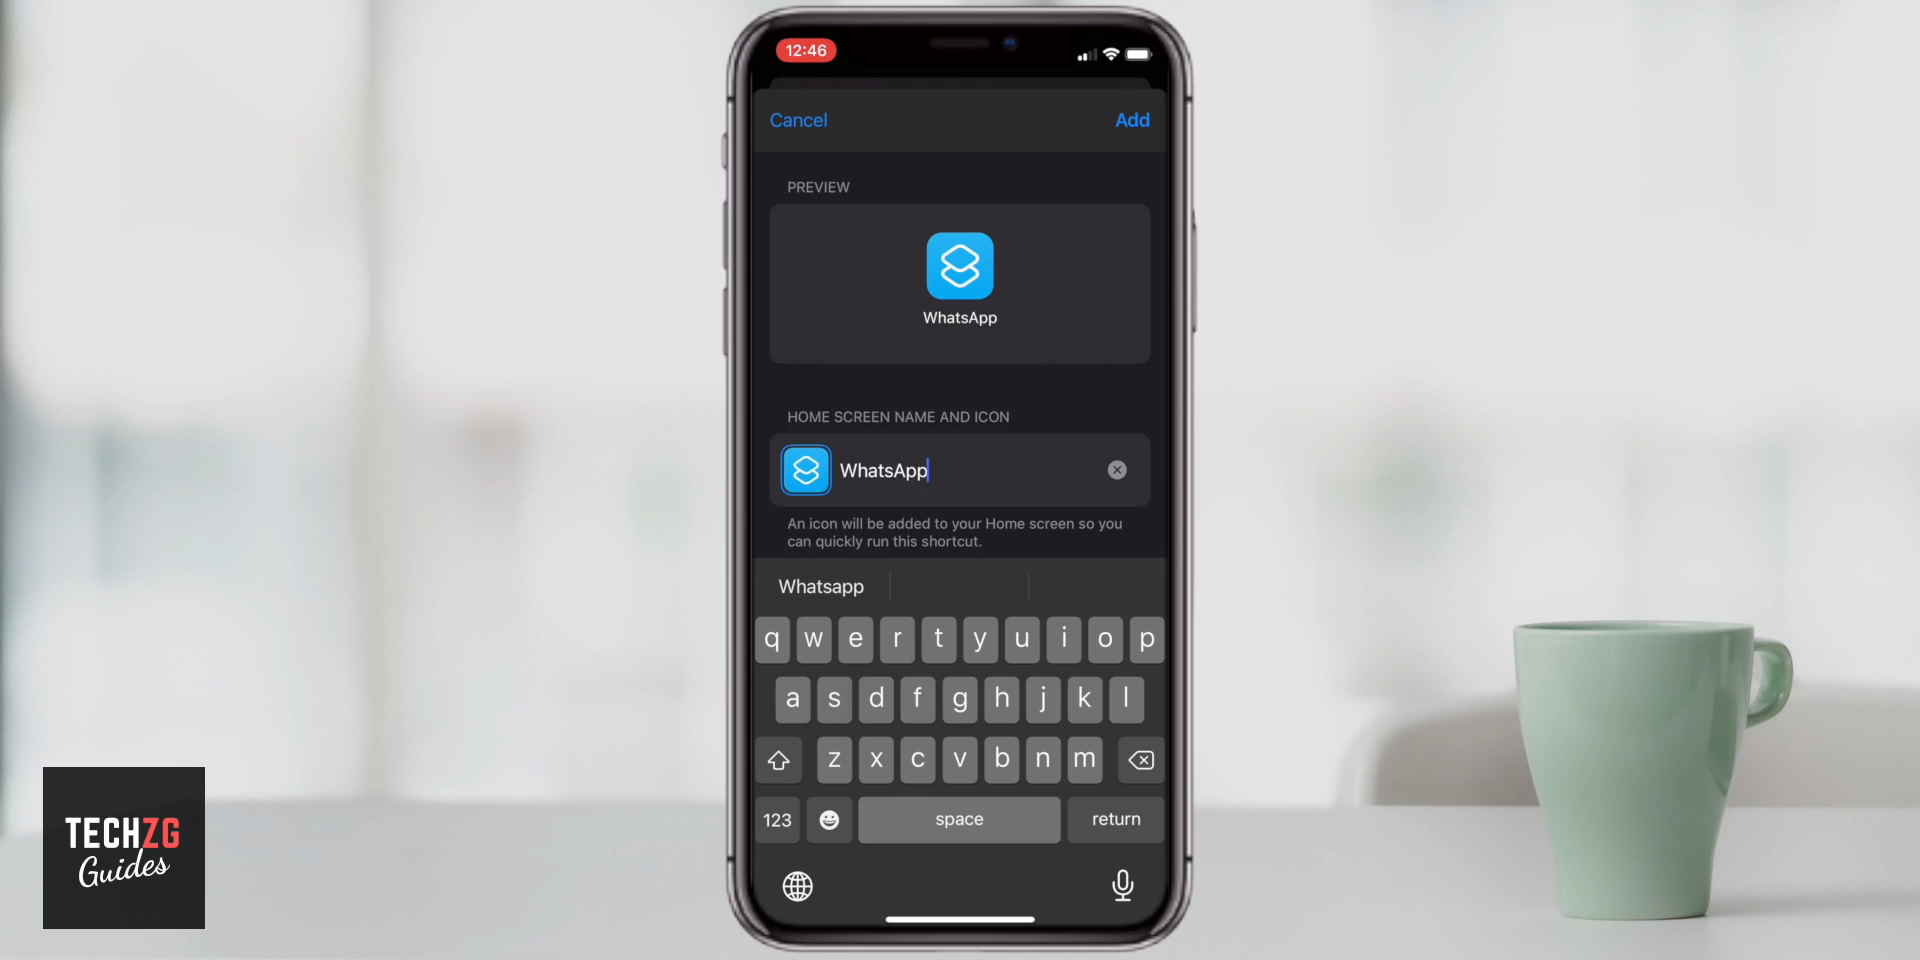 12:46
Cancel
Add
PREVIEW
WhatsApp
HOME SCREEN NAME AND ICON
WhatsApp
An icon will be added to your Home screen so you
can quickly run this shortcut.
Whatsapp
q w e r t y u i o p
a s d f g h j k l
z x c v b n m
123 space return
TECHZG
Guides